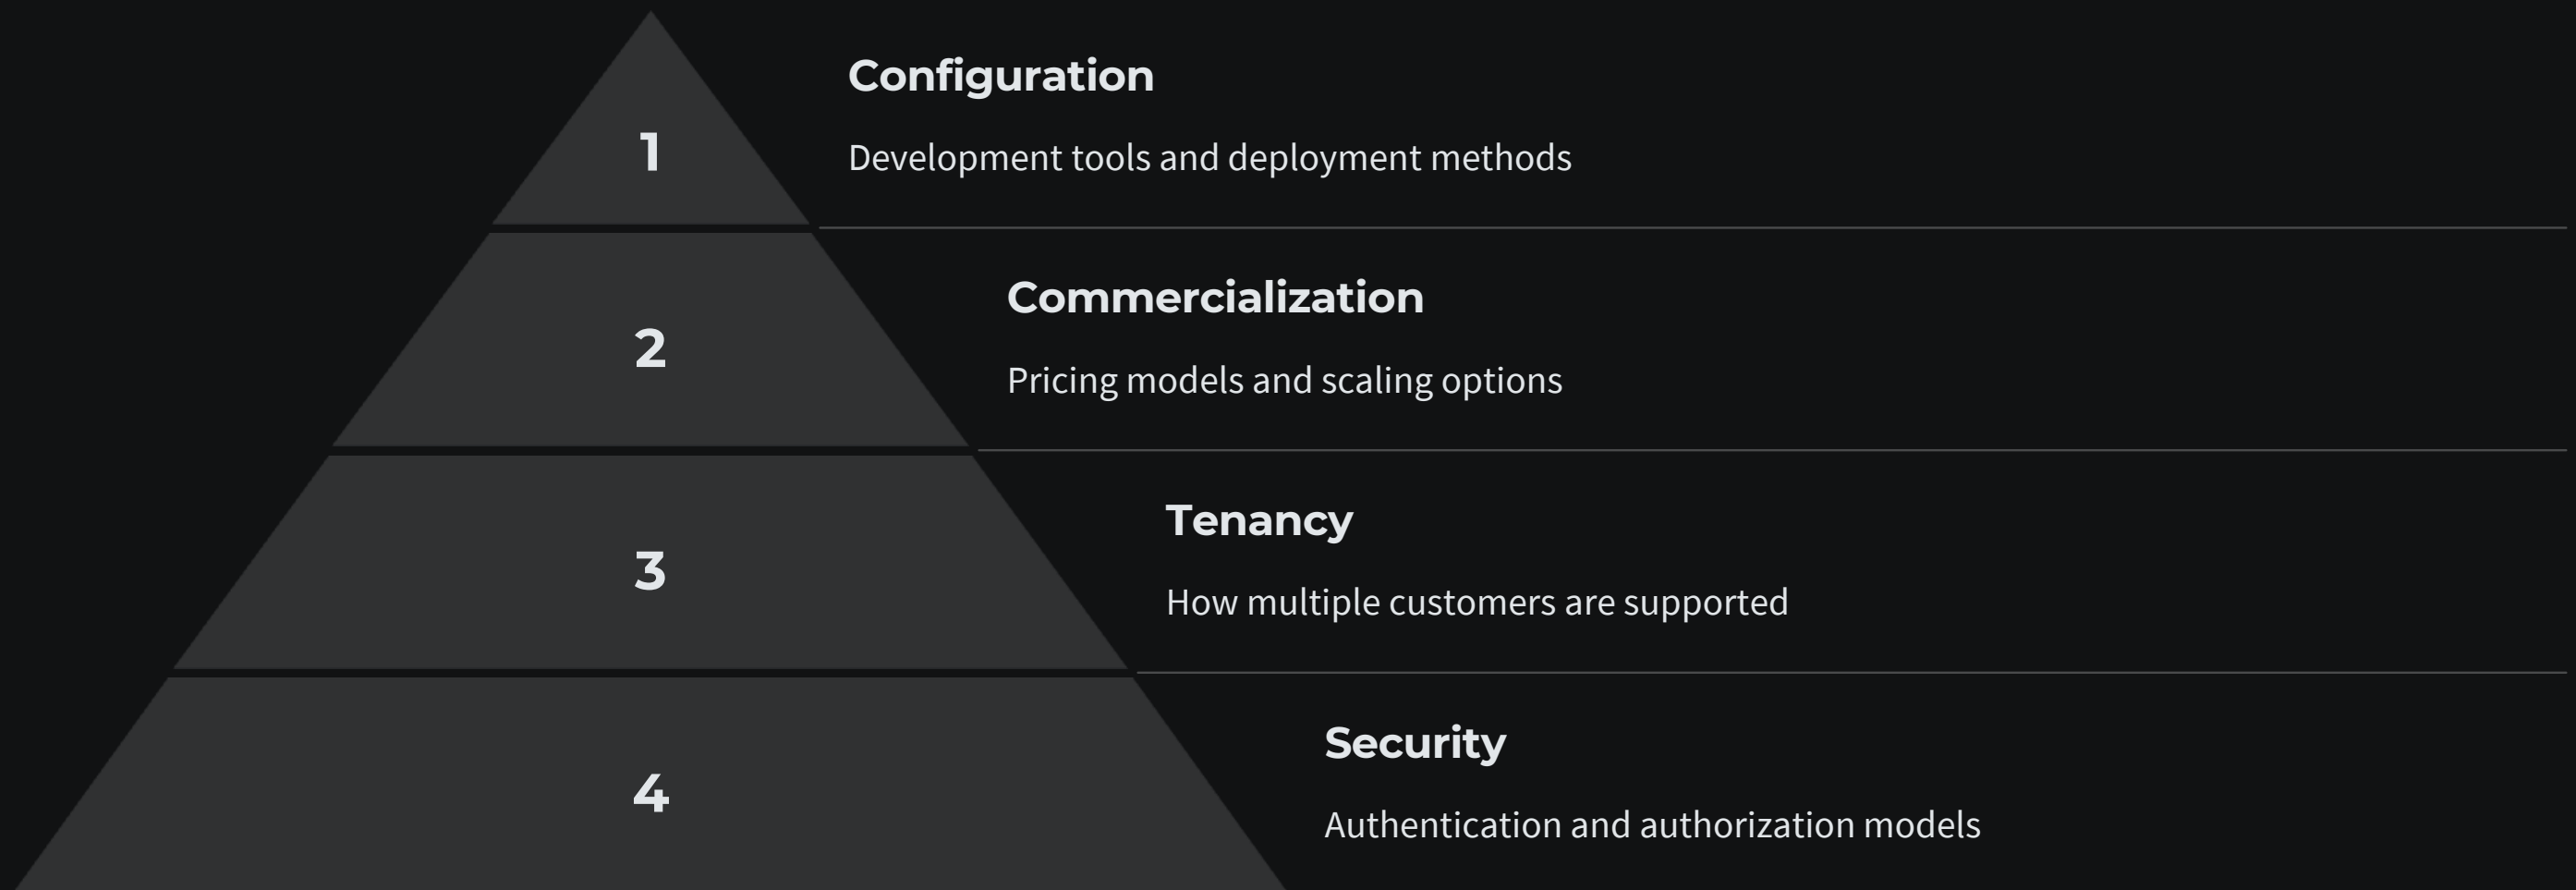 1
Configuration
Development tools and deployment methods
2
Commercialization
Pricing models and scaling options
3
Tenancy
How multiple customers are supported
4
Security
Authentication and authorization models